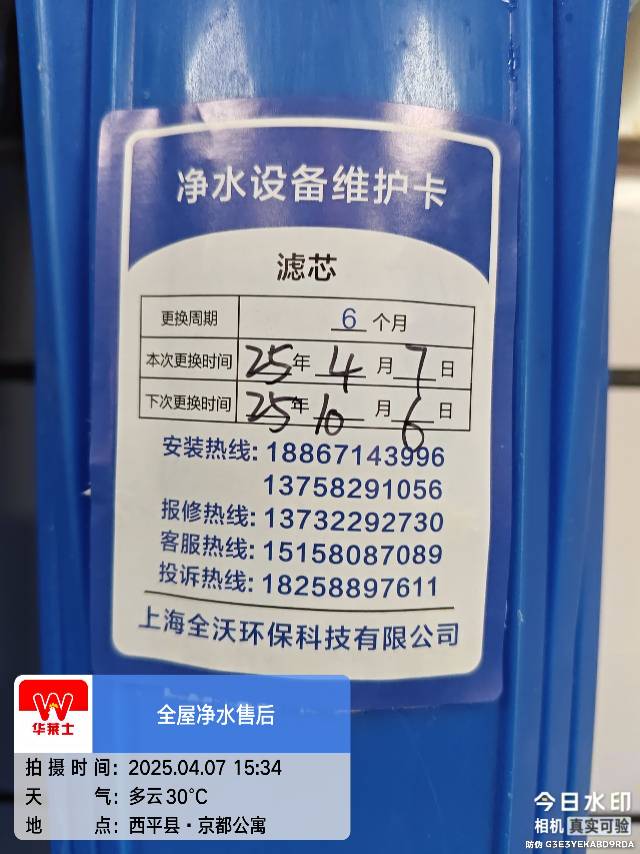 净水设备维护卡
滤芯
更换周期 6 个月
本次更换时间 25年 4 月 7 日
下次更换时间 25年 10 月 6 日
安装热线: 18867143996
13758291056
报修热线: 13732292730
客服热线: 15158087089
投诉热线: 18258897611
上海全沃环保科技有限公司
华莱士
全屋净水售后
拍摄时间: 2025.04.07 15:34
天气: 多云30℃
地点: 西平县·京都公寓
今日水印
相机 真实可验
防伪 G3E3YEKABD9RDA